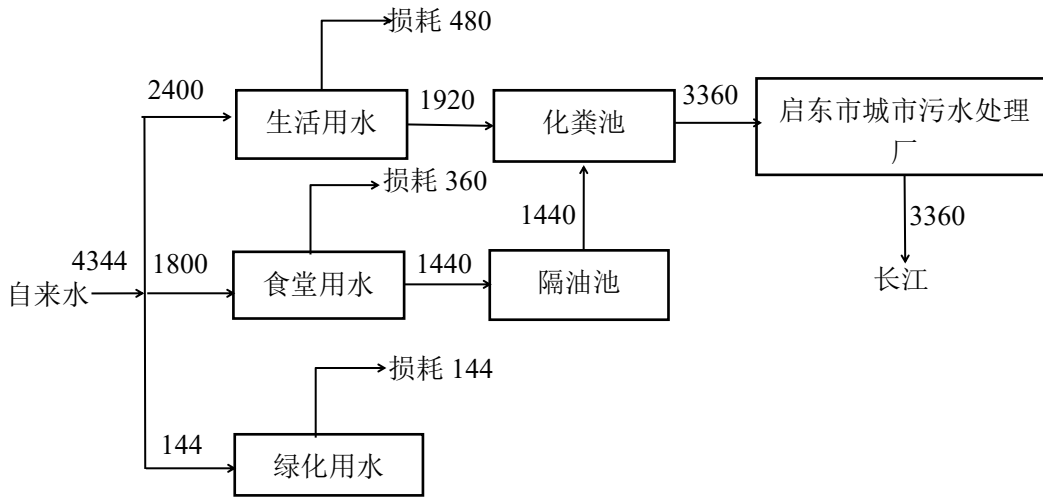 损耗 480
2400
生活用水
1920
化粪池
3360
启东市城市污水处理
厂
损耗 360
1440
3360
4344
1800
自来水
食堂用水
1440
隔油池
长江
损耗 144
144
绿化用水